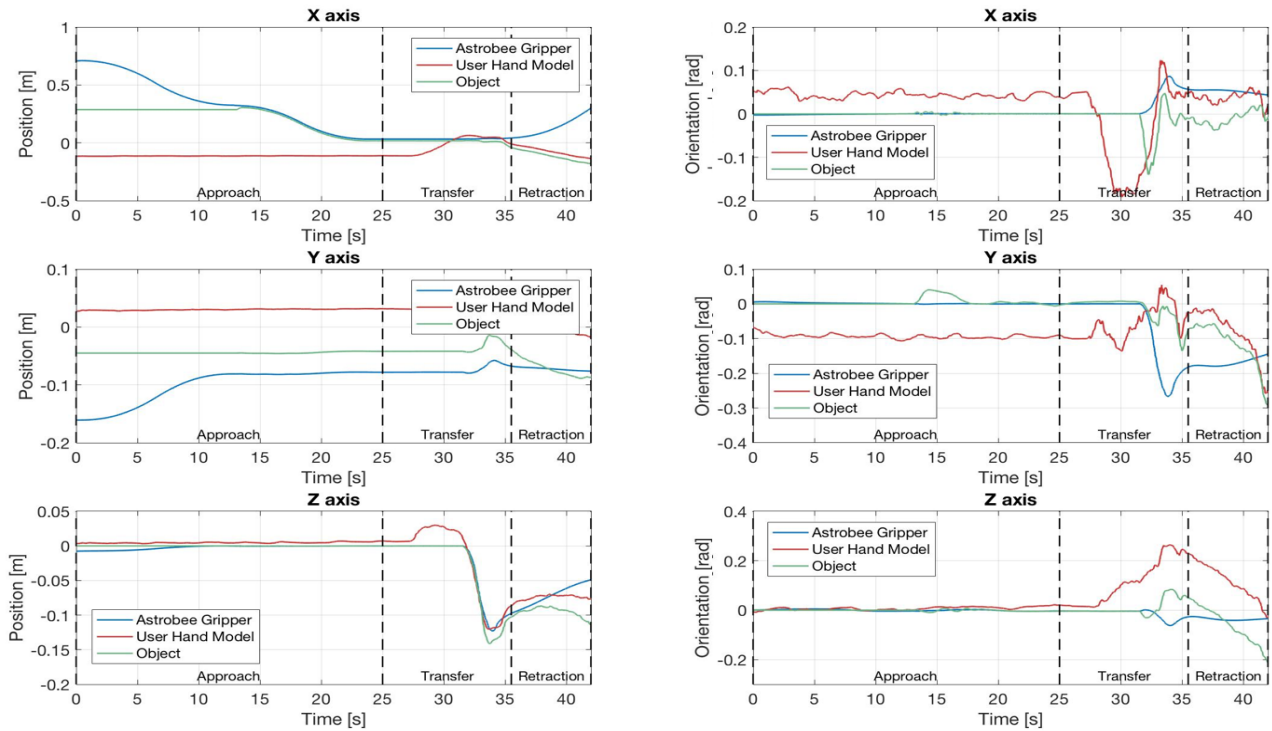 X axis
Position [m]
1
0.5
0
-0.5
Astrobee Gripper
User Hand Model
Object
Approach
Transfer
Retraction
0 5 10 15 20 25 30 35 40
Time [s]
Y axis
Position [m]
0.1
0
-0.1
-0.2
Astrobee Gripper
User Hand Model
Object
Approach
Transfer
Retraction
0 5 10 15 20 25 30 35 40
Time [s]
Z axis
Position [m]
0.05
0
-0.05
-0.1
-0.15
-0.2
Astrobee Gripper
User Hand Model
Object
Approach
Transfer
Retraction
0 5 10 15 20 25 30 35 40
Time [s]
X axis
Orientation [rad]
0.2
0.1
0
-0.1
-0.2
Astrobee Gripper
User Hand Model
Object
Approach
Transfer
Retraction
0 5 10 15 20 25 30 35 40
Time [s]
Y axis
Orientation [rad]
0.1
0
-0.1
-0.2
-0.3
-0.4
Astrobee Gripper
User Hand Model
Object
Approach
Transfer
Retraction
0 5 10 15 20 25 30 35 40
Time [s]
Z axis
Orientation [rad]
0.4
0.2
0
-0.2
Astrobee Gripper
User Hand Model
Object
Approach
Transfer
Retraction
0 5 10 15 20 25 30 35 40
Time [s]